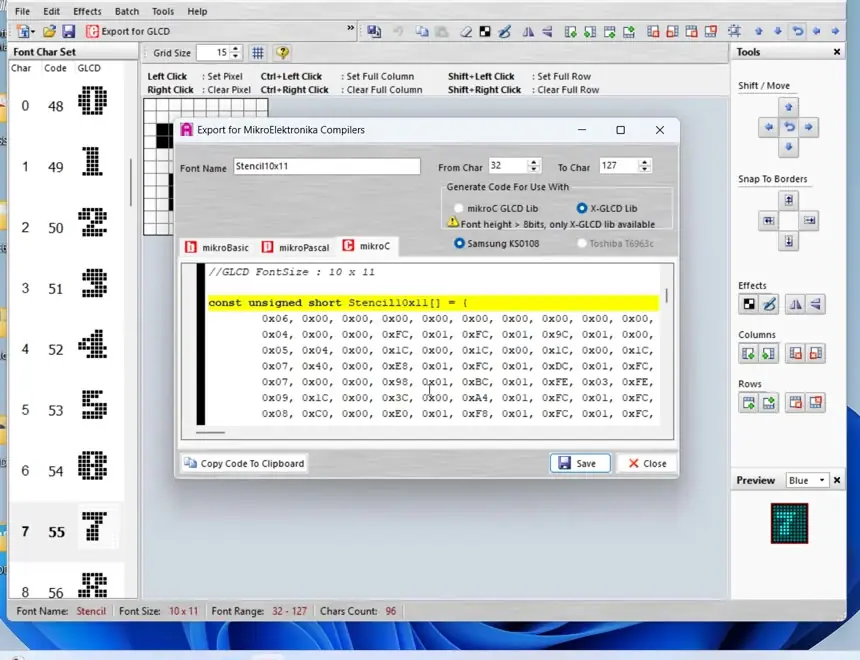 File Edit Effects Batch Tools Help
Export for GLCD »
Font Char Set
Grid Size 15
Tools
Char Code GLCD
Left Click : Set Pixel Ctrl+Left Click : Set Full Column Shift+Left Click : Set Full Row
Right Click : Clear Pixel Ctrl+Right Click : Clear Full Column Shift+Right Click : Clear Full Row
0 48 0
1 49 1
2 50 2
3 51 3
4 52 4
5 53 5
6 54 6
7 55 7
8 56 8
Export for MikroElektronika Compilers
Font Name Stencil10x11 From Char 32 To Char 127
Generate Code For Use With
mikroC GLCD Lib X-GLCD Lib
Font height > 8bits, only X-GLCD lib available
Samsung KS0108 Toshiba T6963c
mikroBasic mikroPascal mikroC
//GLCD FontSize : 10 x 11
const unsigned short Stencil10x11[] = {
0x06, 0x00, 0x00, 0x00, 0x00, 0x00, 0x00, 0x00, 0x00, 0x00,
0x04, 0x00, 0x00, 0xFC, 0x01, 0xFC, 0x01, 0x9C, 0x01, 0x00,
0x05, 0x04, 0x00, 0x1C, 0x00, 0x1C, 0x00, 0x1C, 0x00, 0x1C,
0x07, 0x40, 0x00, 0xE8, 0x01, 0xFC, 0x01, 0xDC, 0x01, 0xFC,
0x07, 0x00, 0x00, 0x98, 0x01, 0xBC, 0x01, 0xFE, 0x03, 0xFE,
0x09, 0x1C, 0x00, 0x3C, 0x00, 0xA4, 0x01, 0xFC, 0x01, 0xFC,
0x08, 0xC0, 0x00, 0xE0, 0x01, 0xF8, 0x01, 0xFC, 0x01, 0xFC,
Copy Code To Clipboard Save Close
Shift / Move
Snap To Borders
Effects
Columns
Rows
Preview Blue
7
Font Name: Stencil Font Size: 10 x 11 Font Range: 32 - 127 Chars Count: 96